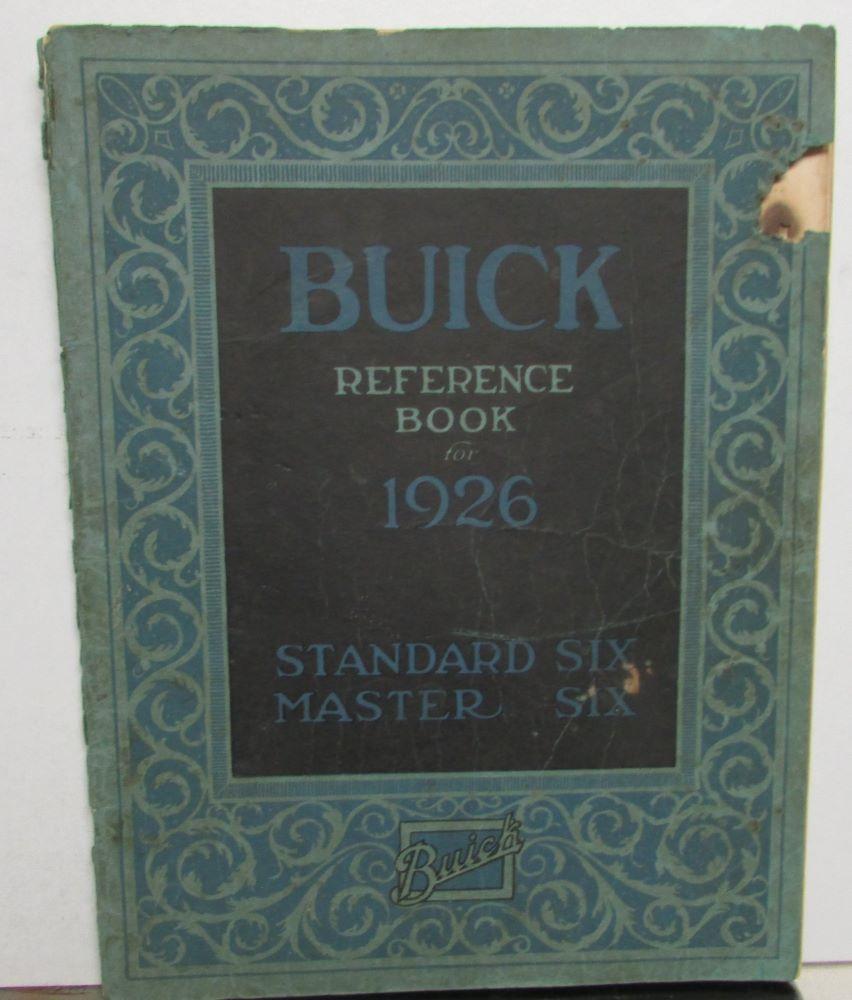 BUICK
REFERENCE
BOOK
for
1926
STANDARD SIX
MASTER SIX
Buick